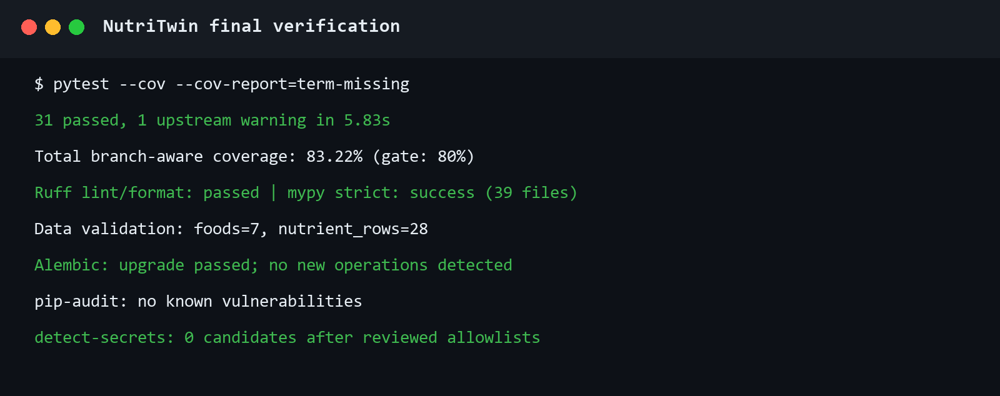 NutriTwin final verification
$ pytest --cov --cov-report=term-missing
31 passed, 1 upstream warning in 5.83s
Total branch-aware coverage: 83.22% (gate: 80%)
Ruff lint/format: passed | mypy strict: success (39 files)
Data validation: foods=7, nutrient_rows=28
Alembic: upgrade passed; no new operations detected
pip-audit: no known vulnerabilities
detect-secrets: 0 candidates after reviewed allowlists